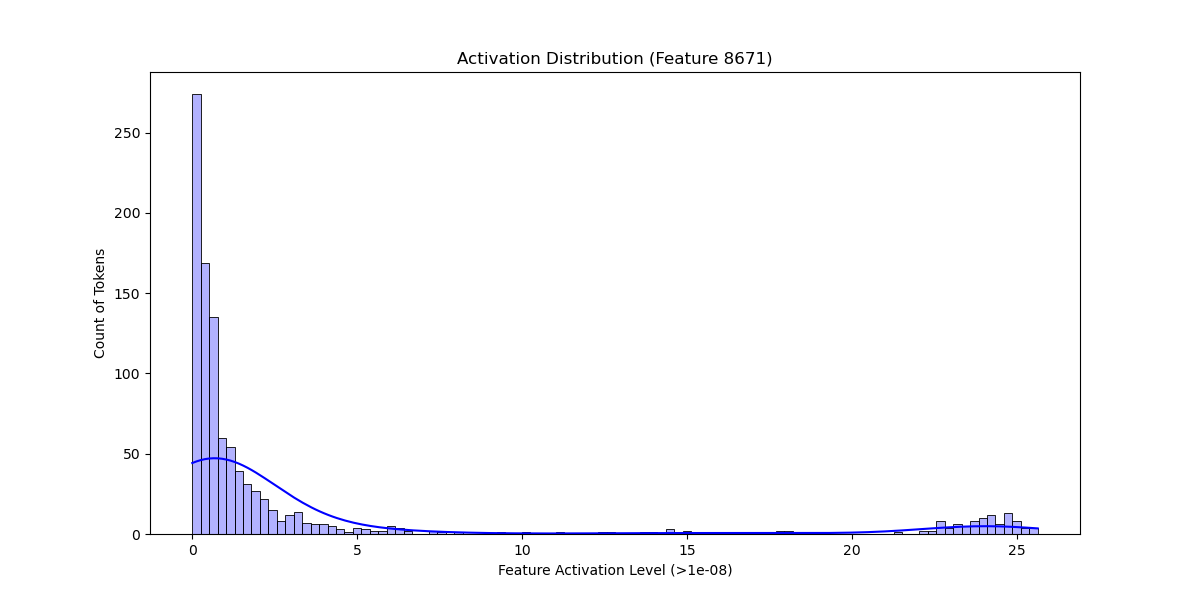 Activation Distribution (Feature 8671)
Count of Tokens
250
200
150
100
50
0
0 5 10 15 20 25
Feature Activation Level (>1e-08)